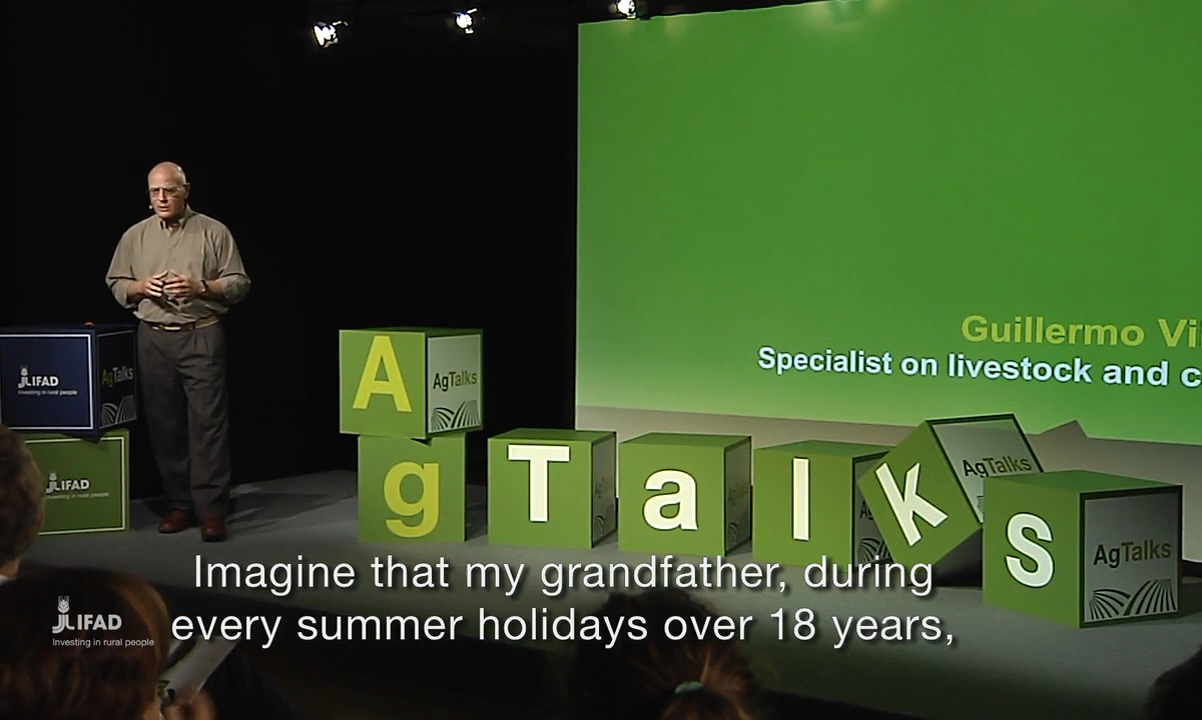 Guillermo
Specialist on livestock and
IFAD
Investing in rural people
AgTalks
IFAD
Investing in rural people
A
AgTalks
g
T
a
l
k
AgTalks
s
AgTalks
Imagine that my grandfather, during
every summer holidays over 18 years,
IFAD
Investing in rural people